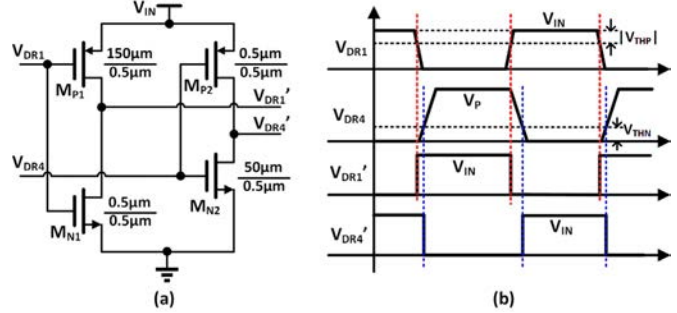 V_IN
V_DR1
150μm
0.5μm
M_P1
0.5μm
0.5μm
M_P2
V_DR1'
V_DR4'
V_DR4
0.5μm
0.5μm
M_N1
50μm
0.5μm
M_N2
(a)
V_DR1
V_IN
|V_THP|
V_DR4
V_P
V_THN
V_DR1'
V_IN
V_DR4'
V_IN
(b)